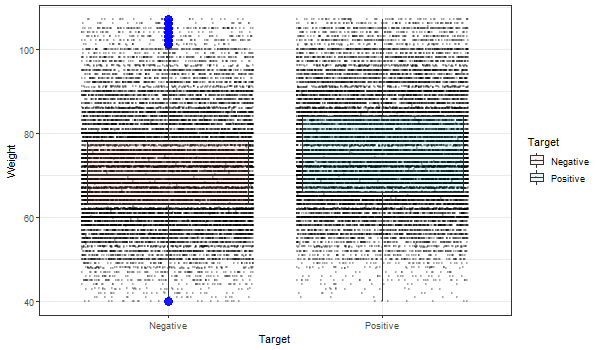 100
80
60
40
Weight
Negative
Positive
Target
Target
Negative
Positive